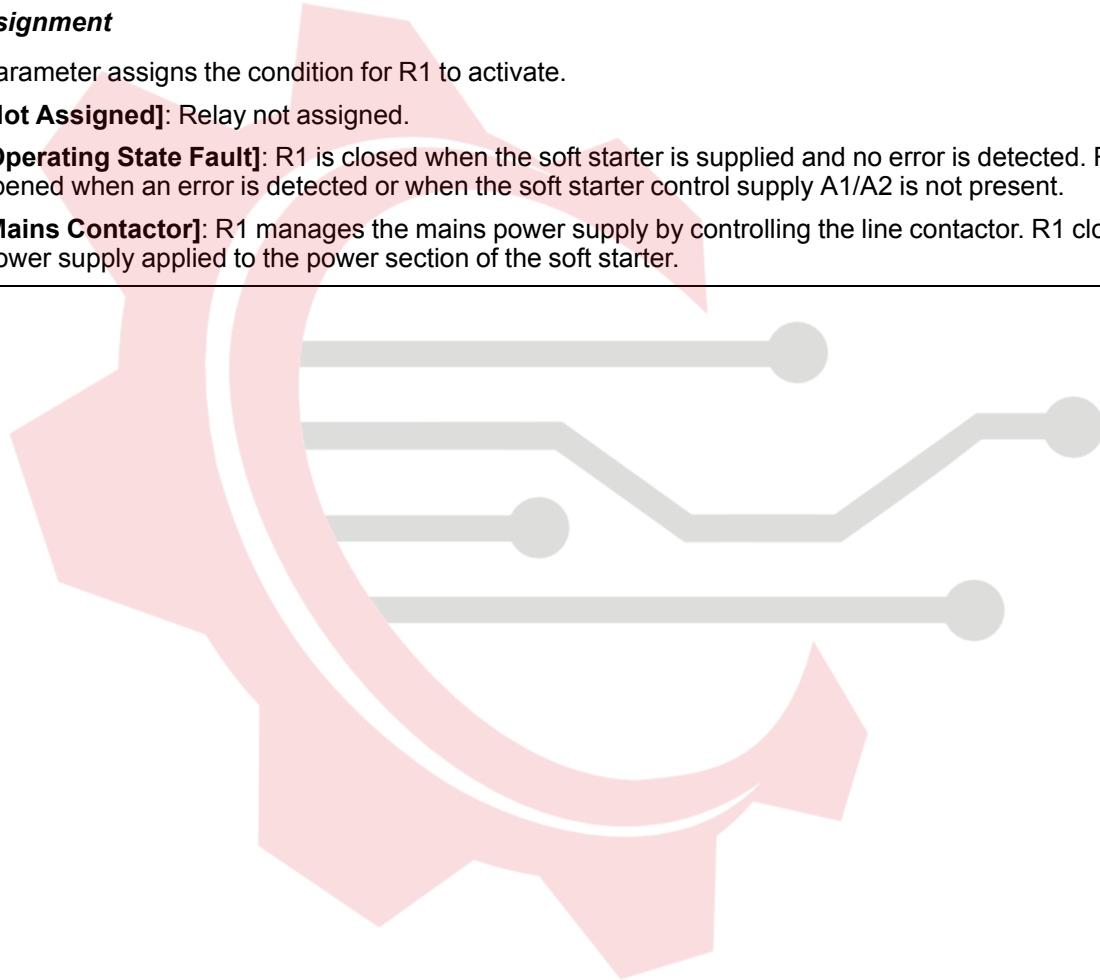 signment
arameter assigns the condition for R1 to activate.
lot Assigned]: Relay not assigned.
Operating State Fault]: R1 is closed when the soft starter is supplied and no error is detected.
pened when an error is detected or when the soft starter control supply A1/A2 is not present.
Mains Contactor]: R1 manages the mains power supply by controlling the line contactor. R1 clo
ower supply applied to the power section of the soft starter.